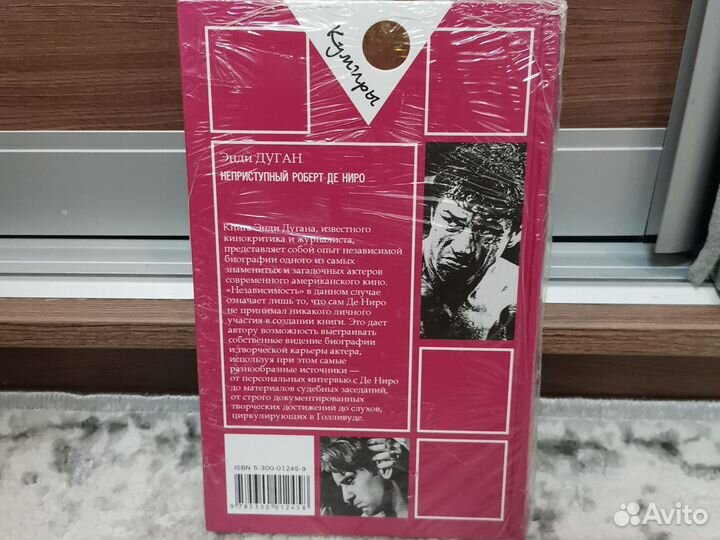 Кумиры
Энди ДУГАН
НЕПРИСТУПНЫЙ РОБЕРТ ДЕ НИРО
Книга Энди Дугана, известного
кинокритика и журналиста,
представляет собой опыт независимой
биографии одного из самых
знаменитых и загадочных актеров
современного американского кино.
«Независимость» в данном случае
означает лишь то, что сам Де Ниро
не принимал никакого личного
участия в создании книги. Это дает
автору возможность выстраивать
собственное видение биографии
и творческой карьеры актера,
используя при этом самые
разнообразные источники —
от персональных интервью с Де Ниро
до материалов судебных заседаний,
от строго документированных
творческих достижений до слухов,
циркулирующих в Голливуде.
ISBN 5-300-01245-9
9 785300 012458
Avito